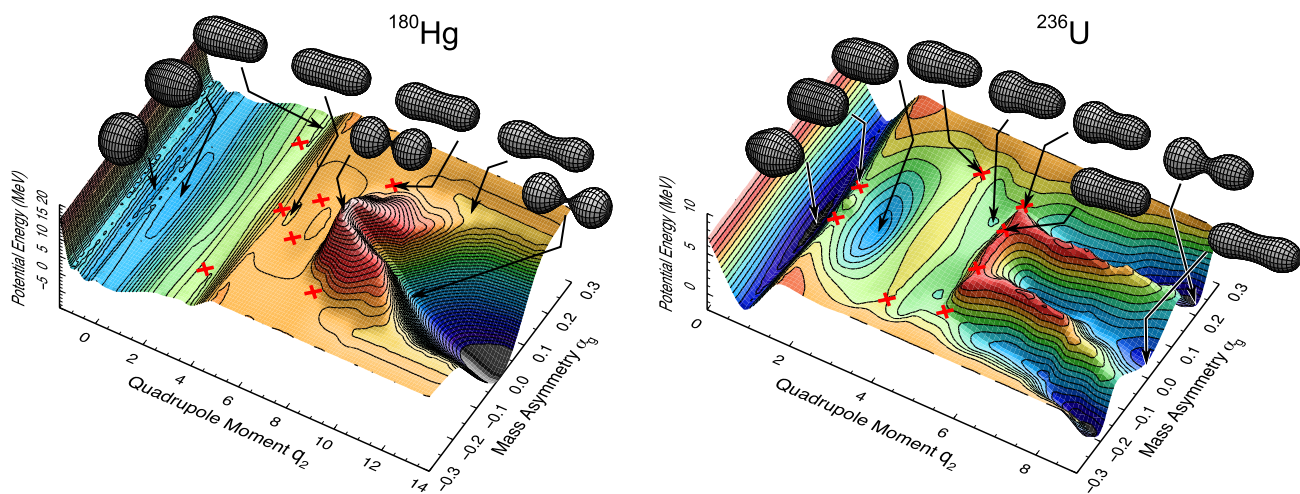 180Hg
Potential Energy (MeV)
-5 0 5 10 15 20
0 2 4 6 8 10 12 14
Quadrupole Moment q2
-0.3 -0.2 -0.1 0.0 0.1 0.2 0.3
Mass Asymmetry αg
236U
Potential Energy (MeV)
0 5 10
0 2 4 6 8
Quadrupole Moment q2
-0.3 -0.2 -0.1 0.0 0.1 0.2 0.3
Mass Asymmetry αg